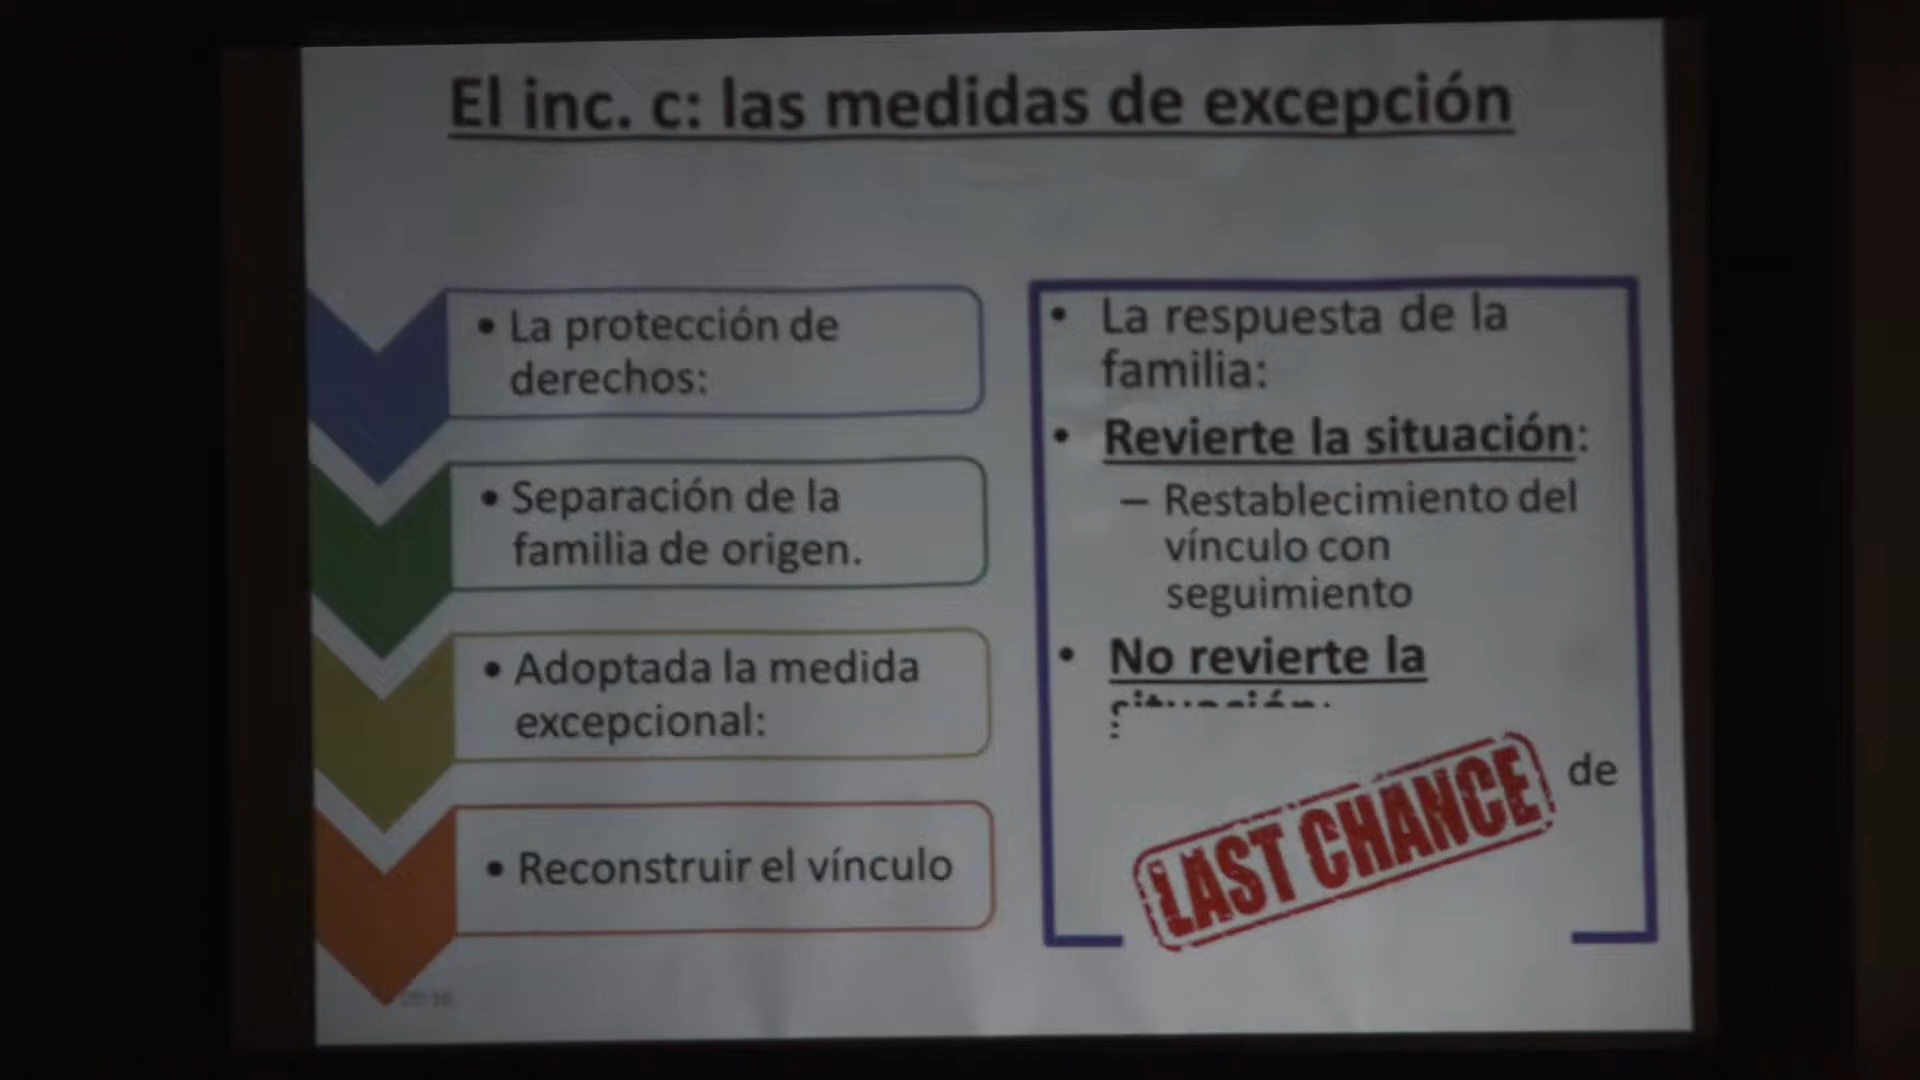 El inc. c: las medidas de excepción
• La protección de
derechos:
• Separación de la
familia de origen.
• Adoptada la medida
excepcional:
• Reconstruir el vínculo
• La respuesta de la
familia:
• Revierte la situación:
– Restablecimiento del
vínculo con
seguimiento
• No revierte la
situación:
de
LAST CHANCE